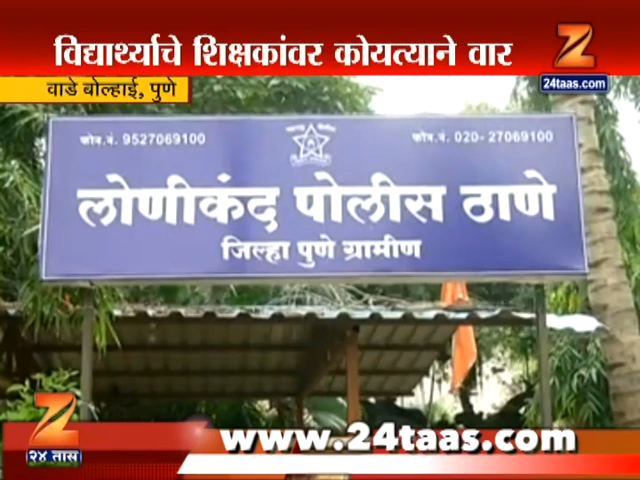 विद्यार्थ्याचे शिक्षकांवर कोयत्याने वार
24taas.com
वाडे बोल्हाई, पुणे
फोन.नं. 9527069100
फोन.नं. 020- 27069100
लोणीकंद पोलीस ठाणे
जिल्हा पुणे ग्रामीण
२४ तास
www.24taas.com